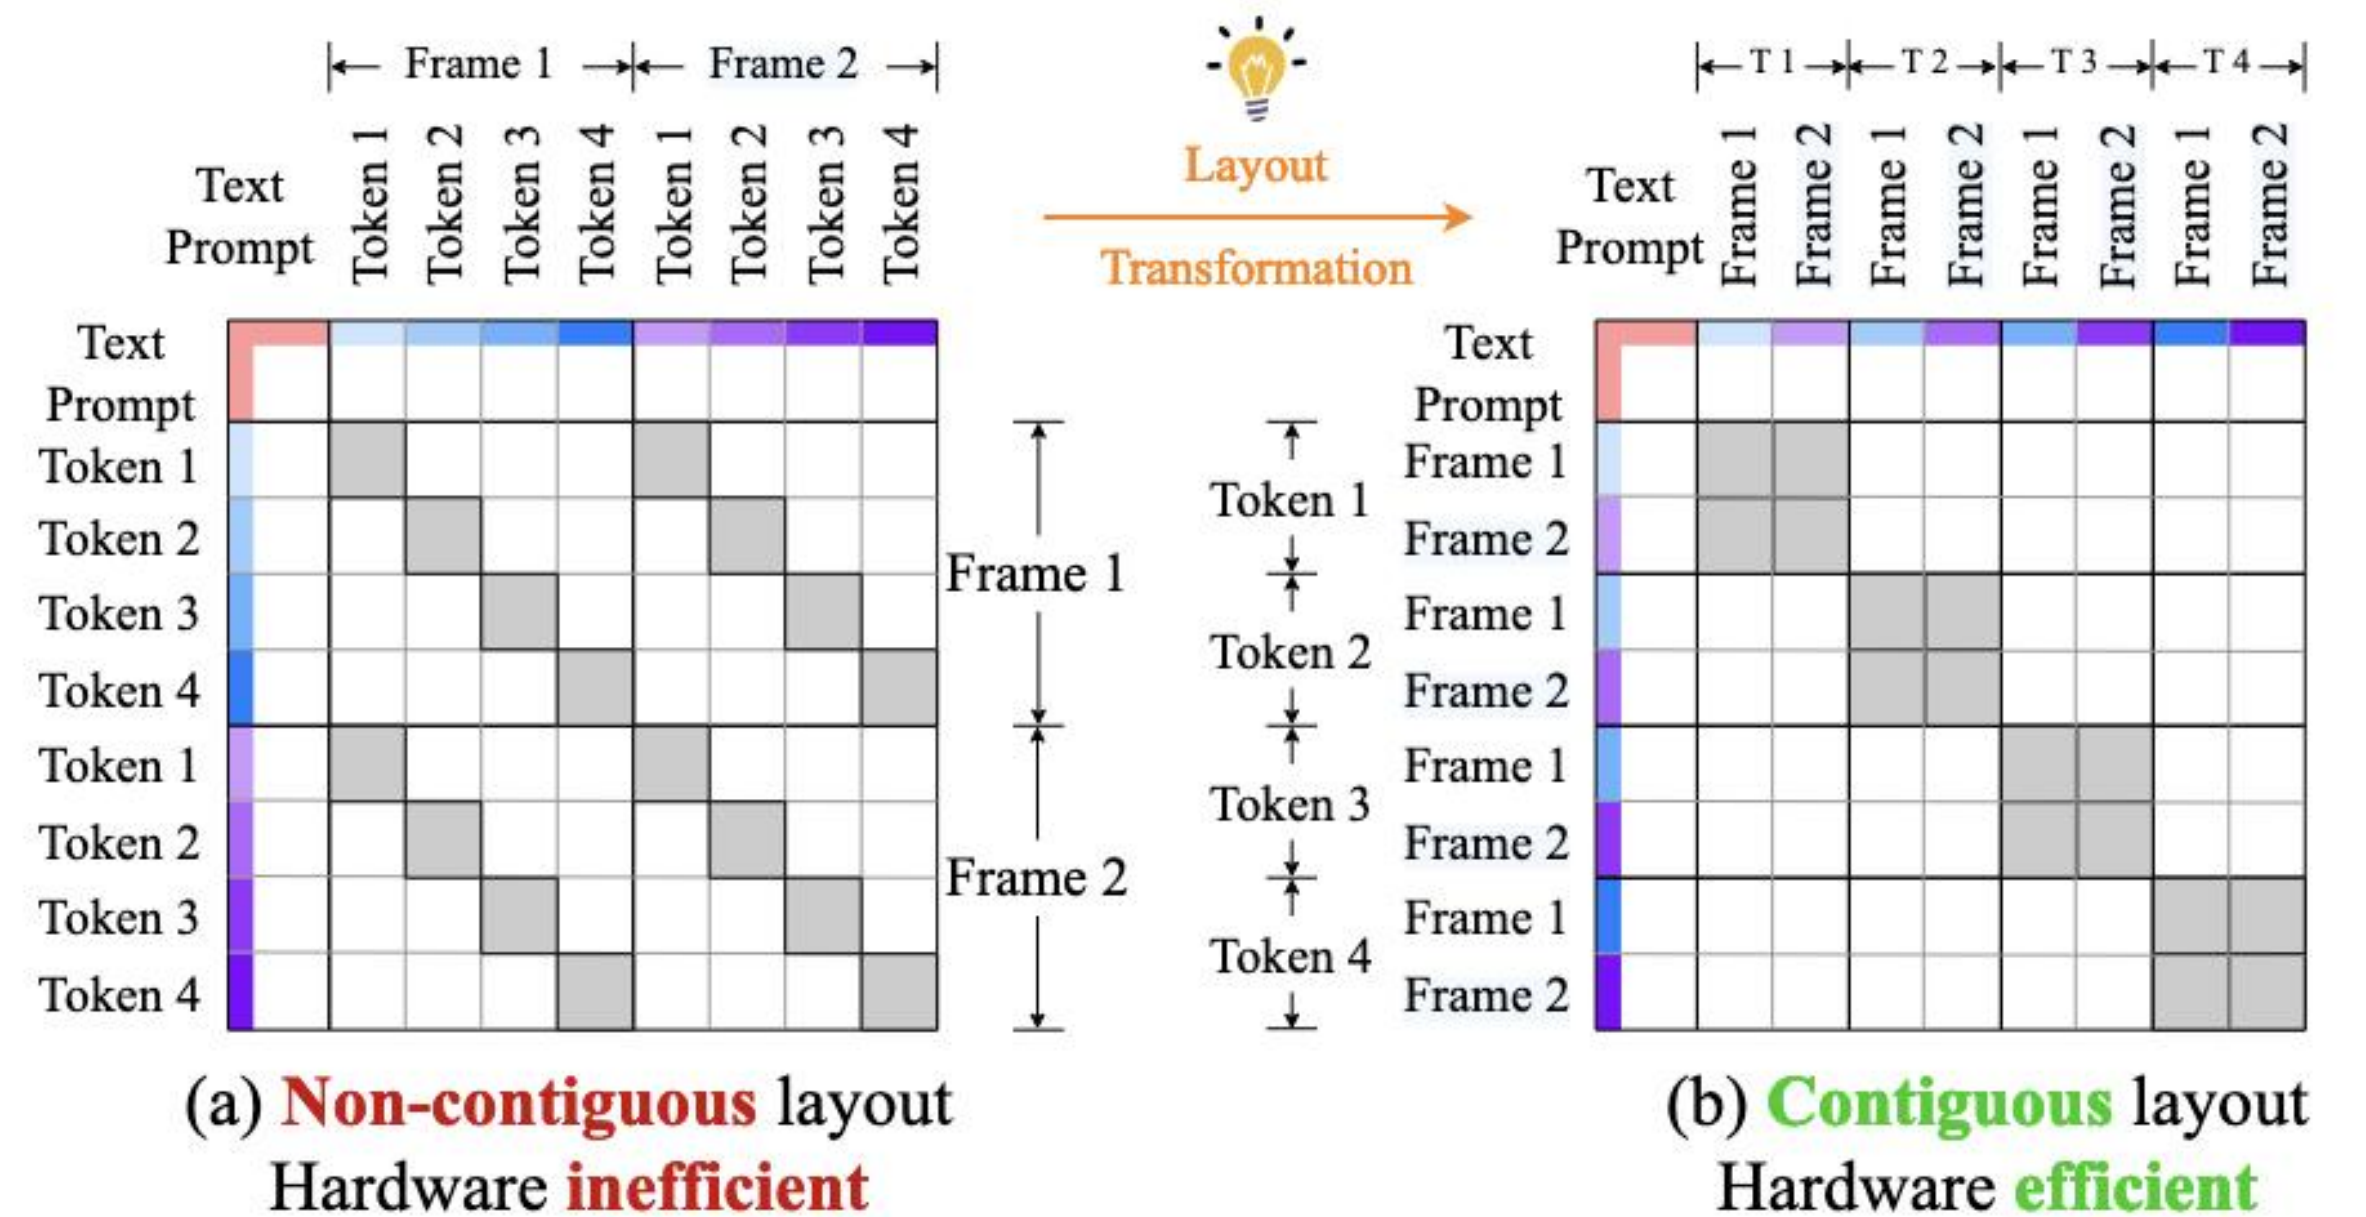 Frame 1 Frame 2
Text
Prompt
Token 1
Token 2
Token 3
Token 4
Token 1
Token 2
Token 3
Token 4
Text
Prompt
Token 1
Token 2
Token 3
Token 4
Token 1
Token 2
Token 3
Token 4
Frame 1
Frame 2
(a) Non-contiguous layout
Hardware inefficient
Layout
Transformation
T 1 T 2 T 3 T 4
Text
Prompt
Frame 1
Frame 2
Frame 1
Frame 2
Frame 1
Frame 2
Frame 1
Frame 2
Token 1
Token 2
Token 3
Token 4
Text
Prompt
Frame 1
Frame 2
Frame 1
Frame 2
Frame 1
Frame 2
Frame 1
Frame 2
(b) Contiguous layout
Hardware efficient